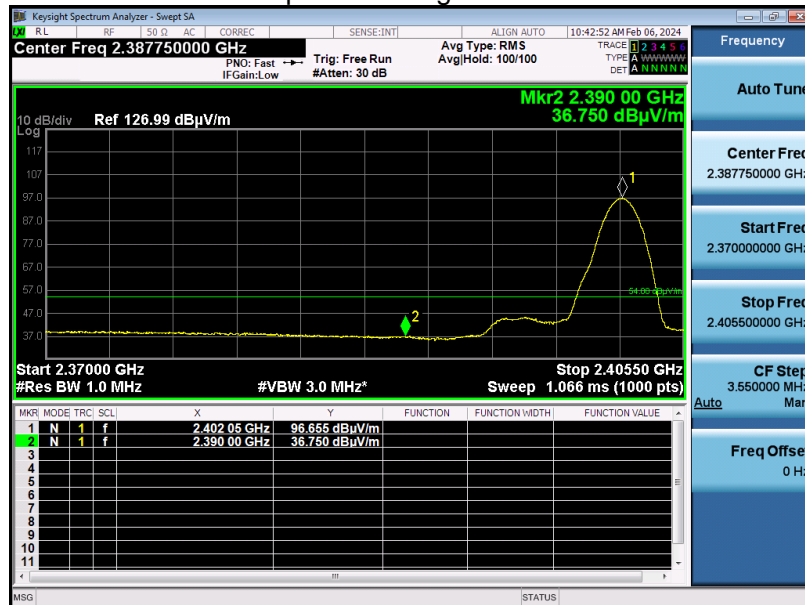 Keysight Spectrum Analyzer - Swept SA
LXI RL RF 50 Ω AC CORREC SENSE:INT ALIGN AUTO 10:42:52 AM Feb 06, 2024
Center Freq 2.387750000 GHz
PNO: Fast
IFGain:Low
Trig: Free Run
#Atten: 30 dB
Avg Type: RMS
Avg|Hold: 100/100
TRACE 1 2 3 4 5 6
TYPE A WWWWW
DET A N N N N N
Frequency
Mkr2 2.390 00 GHz
36.750 dBµV/m
10 dB/div
Log
Ref 126.99 dBµV/m
117
107
97.0
87.0
77.0
67.0
57.0
47.0
37.0
1
2
54.00 dBµV/m
Start 2.37000 GHz
Stop 2.40550 GHz
#Res BW 1.0 MHz
#VBW 3.0 MHz*
Sweep 1.066 ms (1000 pts)
MKR MODE TRC SCL X Y FUNCTION FUNCTION WIDTH FUNCTION VALUE
1 N 1 f 2.402 05 GHz 96.655 dBµV/m
2 N 1 f 2.390 00 GHz 36.750 dBµV/m
3
4
5
6
7
8
9
10
11
MSG
STATUS
Auto Tune
Center Freq
2.387750000 GHz
Start Freq
2.370000000 GHz
Stop Freq
2.405500000 GHz
CF Step
3.550000 MHz
Auto Man
Freq Offset
0 Hz